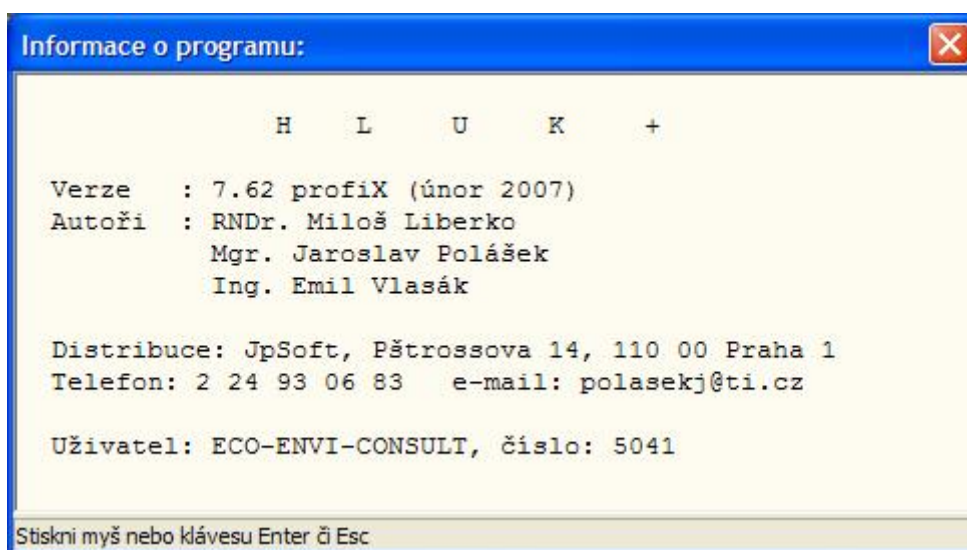 Informace o programu:
H L U K +
Verze : 7.62 profiX (únor 2007)
Autoři : RNDr. Miloš Liberko
Mgr. Jaroslav Polášek
Ing. Emil Vlasák
Distribuce: JpSoft, Pštrossova 14, 110 00 Praha 1
Telefon: 2 24 93 06 83 e-mail: polasekj@ti.cz
Uživatel: ECO-ENVI-CONSULT, číslo: 5041
Stiskni myš nebo klávesu Enter či Esc